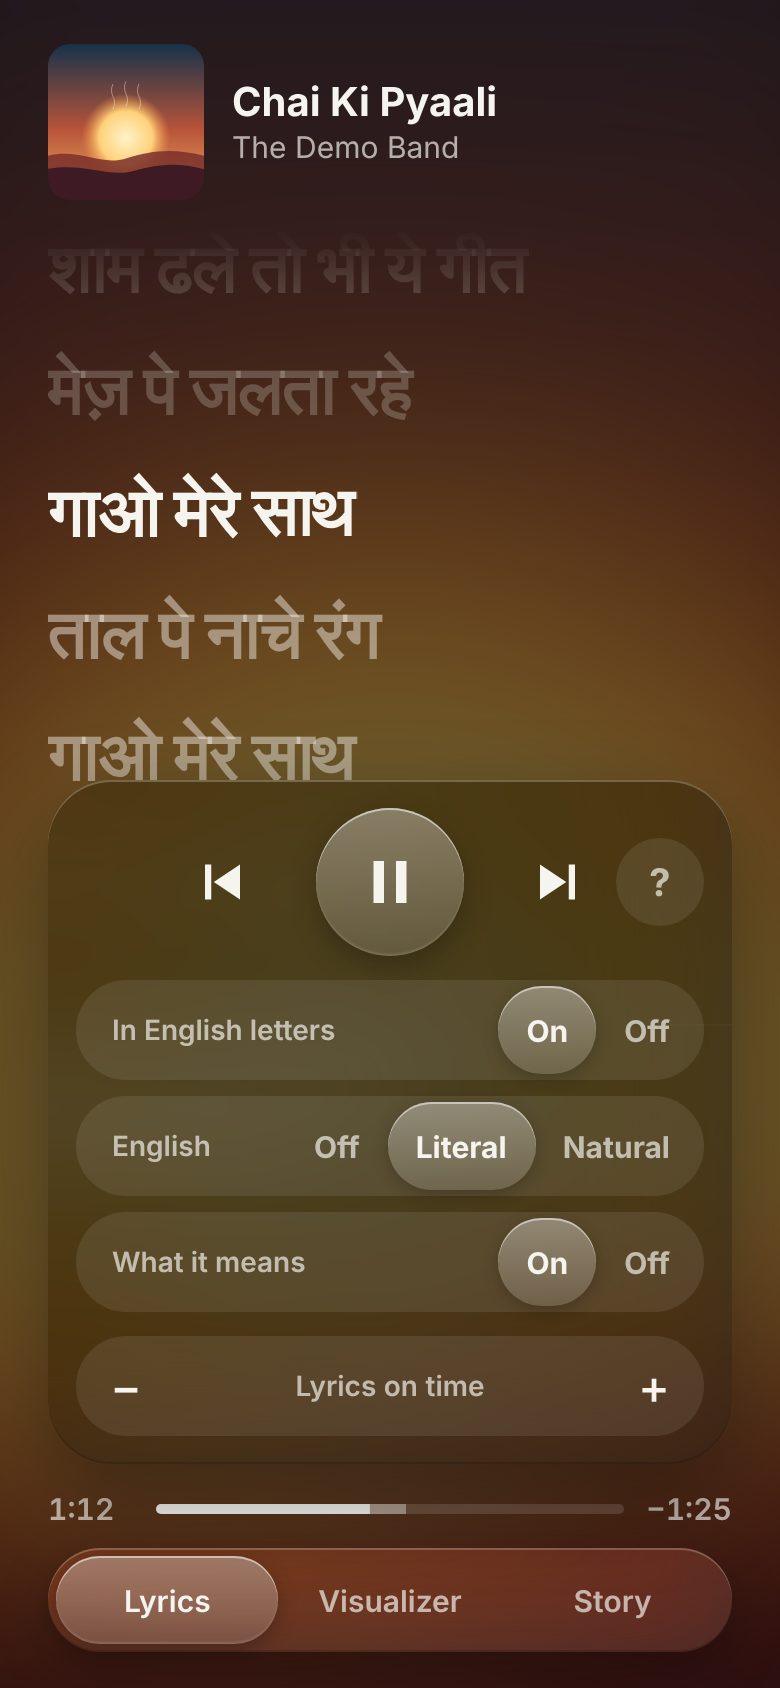 Chai Ki Pyaali
The Demo Band
शाम ढले तो भी ये गीत
मेज़ पे जलता रहे
गाओ मेरे साथ
ताल पे नाचे रंग
गाओ मेरे साथ
?
In English letters On Off
English Off Literal Natural
What it means On Off
− Lyrics on time +
1:12 −1:25
Lyrics Visualizer Story